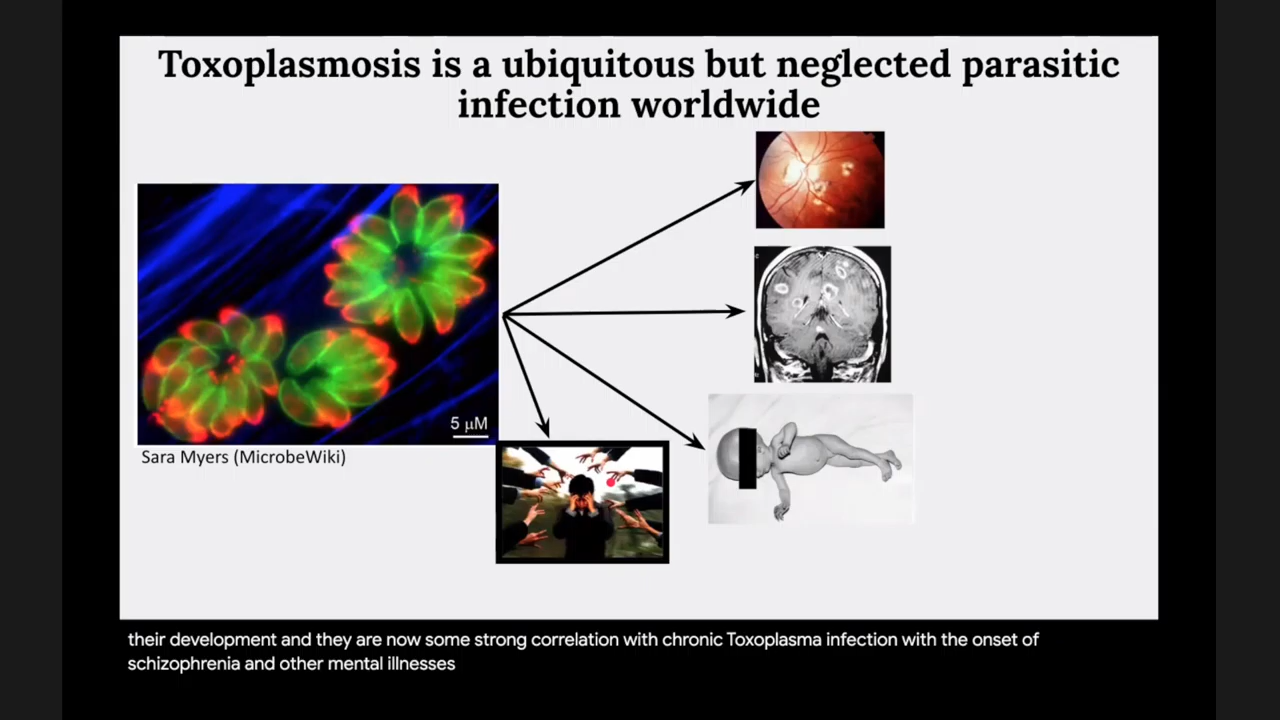 Toxoplasmosis is a ubiquitous but neglected parasitic
infection worldwide
5 µM
Sara Myers (MicrobeWiki)
their development and they are now some strong correlation with chronic Toxoplasma infection with the onset of
schizophrenia and other mental illnesses